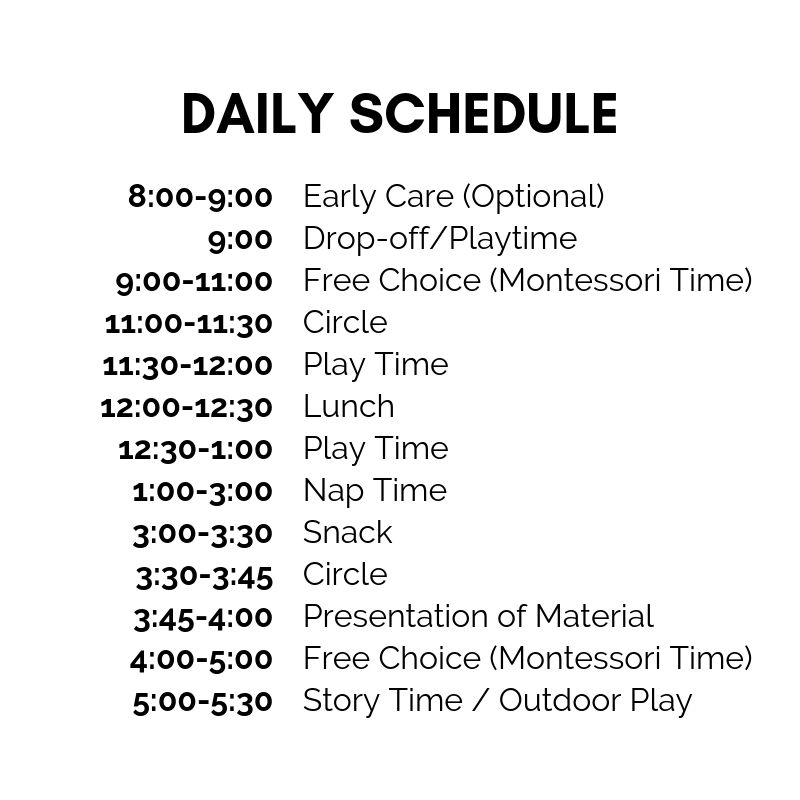 DAILY SCHEDULE
8:00-9:00 Early Care (Optional)
9:00 Drop-off/Playtime
9:00-11:00 Free Choice (Montessori Time)
11:00-11:30 Circle
11:30-12:00 Play Time
12:00-12:30 Lunch
12:30-1:00 Play Time
1:00-3:00 Nap Time
3:00-3:30 Snack
3:30-3:45 Circle
3:45-4:00 Presentation of Material
4:00-5:00 Free Choice (Montessori Time)
5:00-5:30 Story Time / Outdoor Play